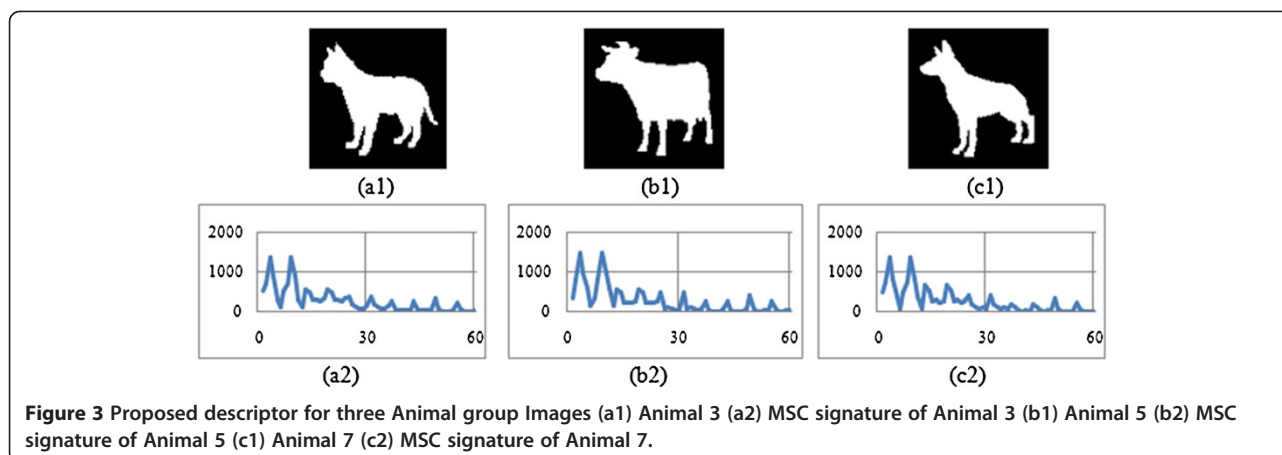 (a1) (b1) (c1)
2000 2000 2000
1000 1000 1000
0 0 0
0 30 60 0 30 60 0 30 60
(a2) (b2) (c2)
Figure 3 Proposed descriptor for three Animal group Images (a1) Animal 3 (a2) MSC signature of Animal 3 (b1) Animal 5 (b2) MSC
signature of Animal 5 (c1) Animal 7 (c2) MSC signature of Animal 7.